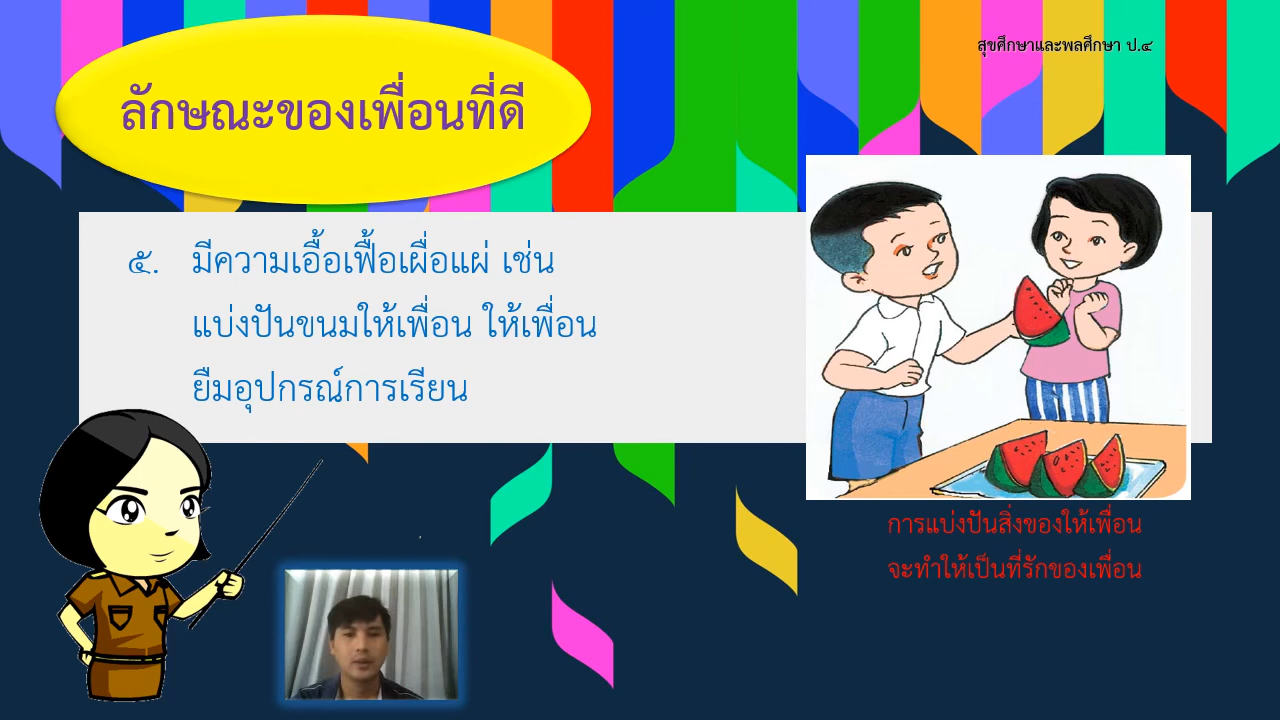 สุขศึกษาและพลศึกษา ป.๔
ลักษณะของเพื่อนที่ดี
๕. มีความเอื้อเฟื้อเผื่อแผ่ เช่น
แบ่งปันขนมให้เพื่อน ให้เพื่อน
ยืมอุปกรณ์การเรียน
การแบ่งปันสิ่งของให้เพื่อน
จะทำให้เป็นที่รักของเพื่อน